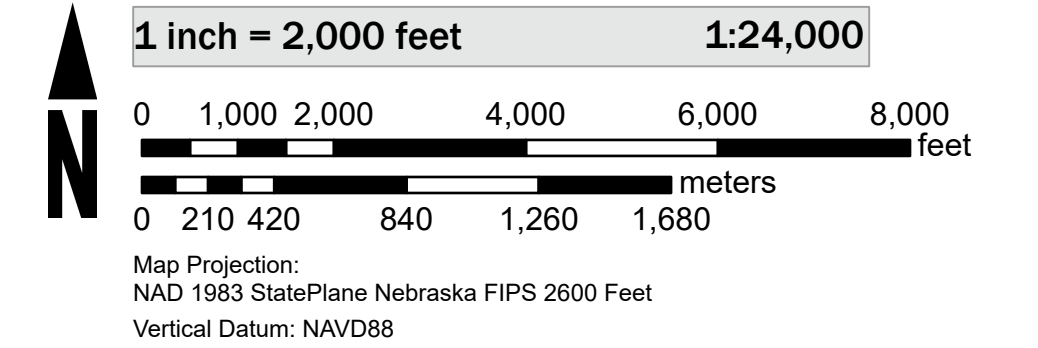 1 inch = 2,000 feet 1:24,000
0 1,000 2,000 4,000 6,000 8,000
feet
N
meters
0 210 420 840 1,260 1,680
Map Projection:
NAD 1983 StatePlane Nebraska FIPS 2600 Feet
Vertical Datum: NAVD88